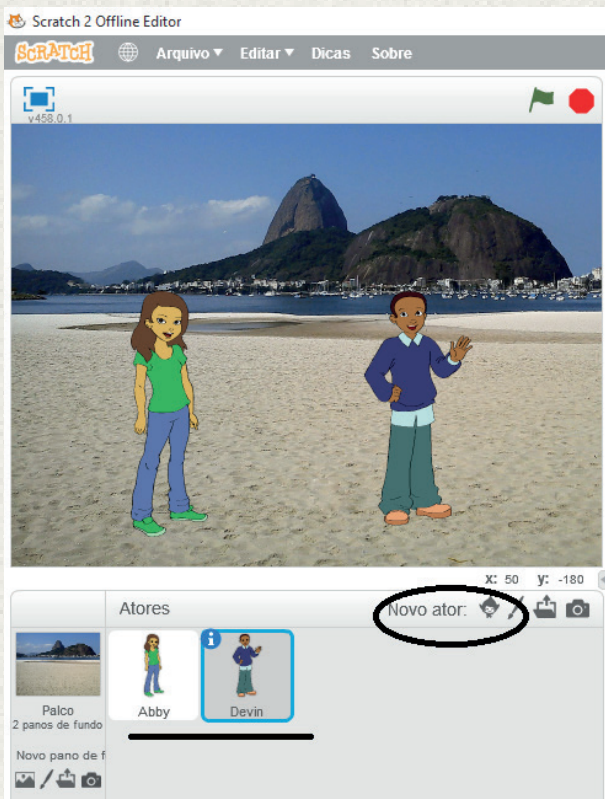 Scratch 2 Offline Editor
SCRATCH Arquivo Editar Dicas Sobre
v458.0.1
x: 50 y: -180
Atores Novo ator:
Palco
2 panos de fundo
Abby Devin
Novo pano de f